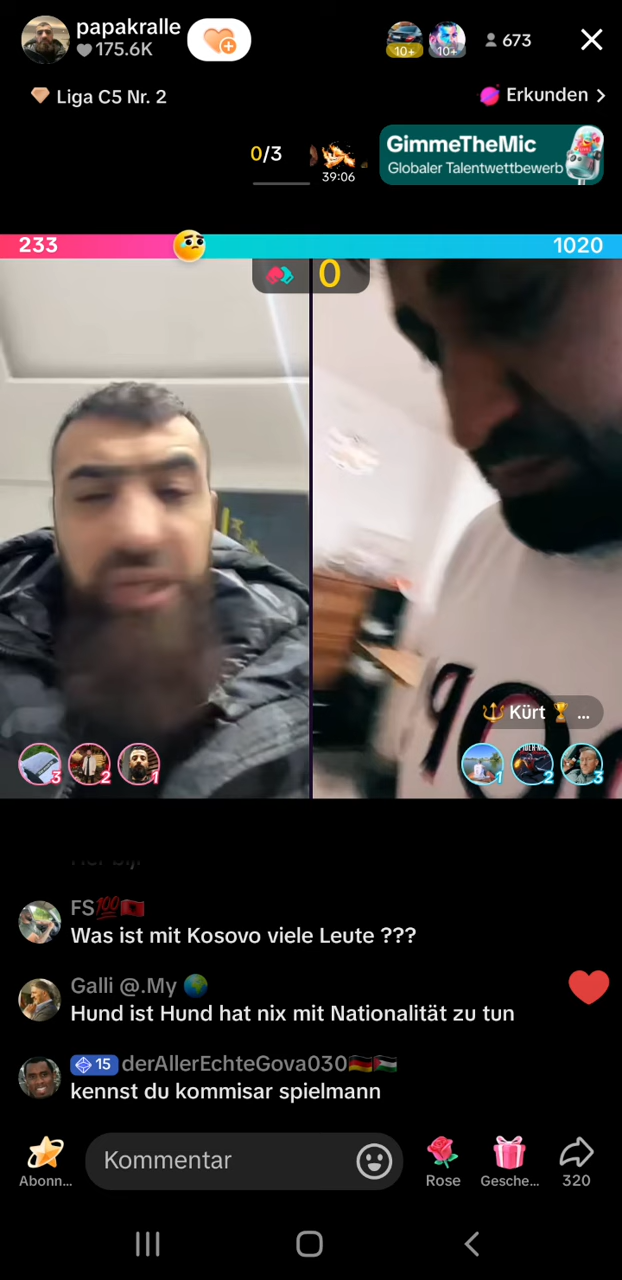 papakralle
175.6K
10+
10+
673
Liga C5 Nr. 2
Erkunden
0/3
39:06
GimmeTheMic
Globaler Talentwettbewerb
233
1020
0
Kürt ...
3
2
1
1
2
3
FS💯🇦🇱
Was ist mit Kosovo viele Leute ???
Galli @.My 🌍
Hund ist Hund hat nix mit Nationalität zu tun
15 derAllerEchteGova030🇩🇪🇵🇸
kennst du kommisar spielmann
Kommentar
Abonn...
Rose
Gesche...
320